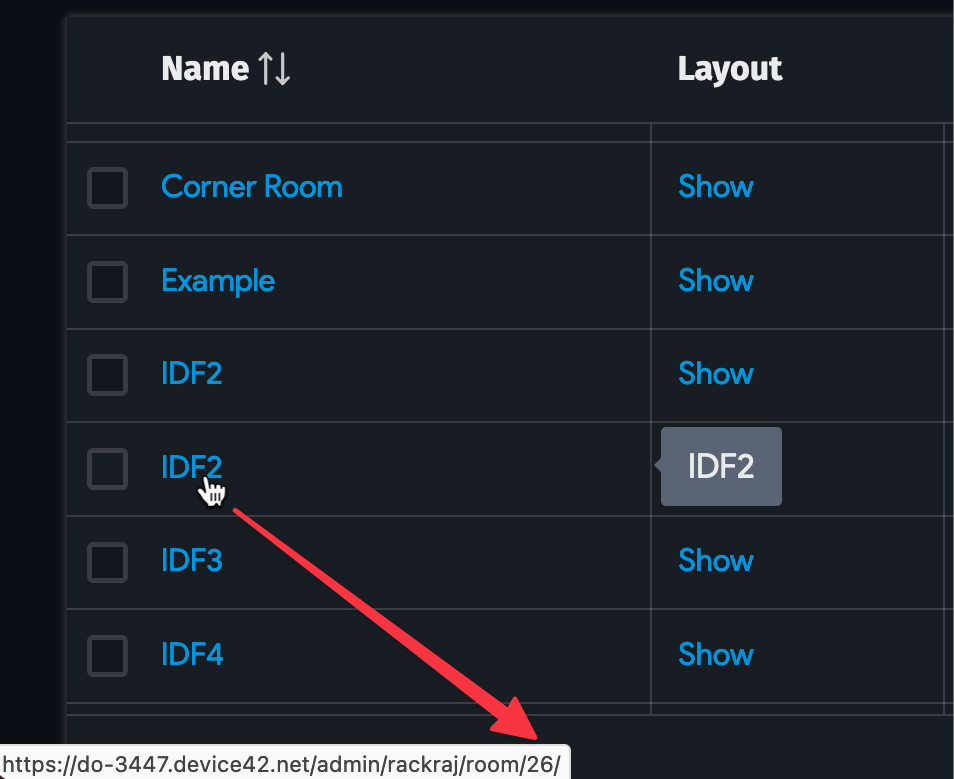 Name Layout
Corner Room Show
Example Show
IDF2 Show
IDF2 IDF2
IDF3 Show
IDF4 Show
https://do-3447.device42.net/admin/rackraj/room/26/